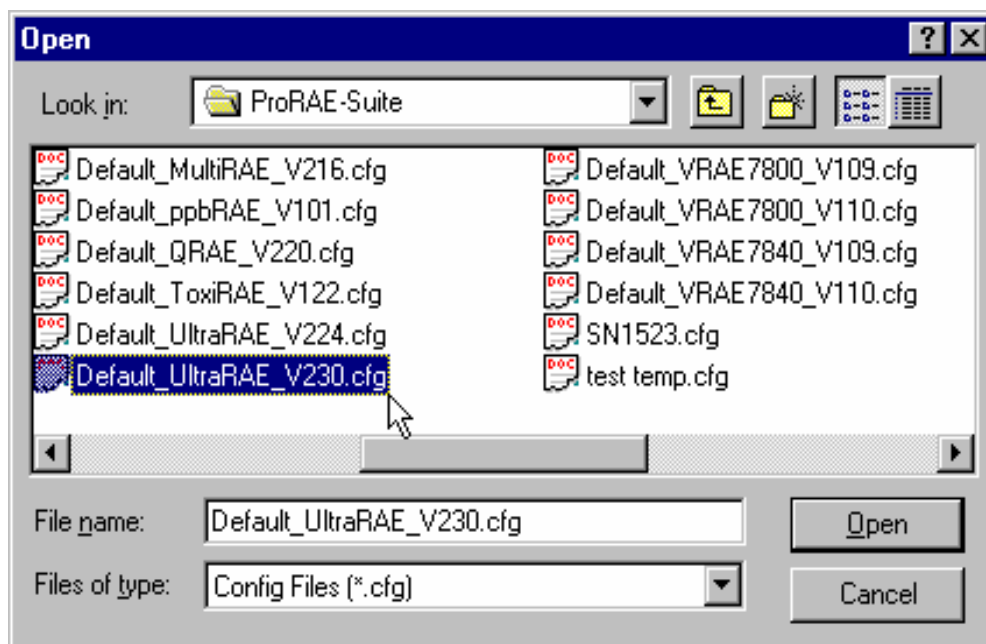 Open
Look in: ProRAE-Suite
Default_MultiRAE_V216.cfg
Default_ppbRAE_V101.cfg
Default_QRAE_V220.cfg
Default_ToxiRAE_V122.cfg
Default_UltraRAE_V224.cfg
Default_UltraRAE_V230.cfg
Default_VRAE7800_V109.cfg
Default_VRAE7800_V110.cfg
Default_VRAE7840_V109.cfg
Default_VRAE7840_V110.cfg
SN1523.cfg
test temp.cfg
File name: Default_UltraRAE_V230.cfg
Open
Files of type: Config Files (*.cfg)
Cancel